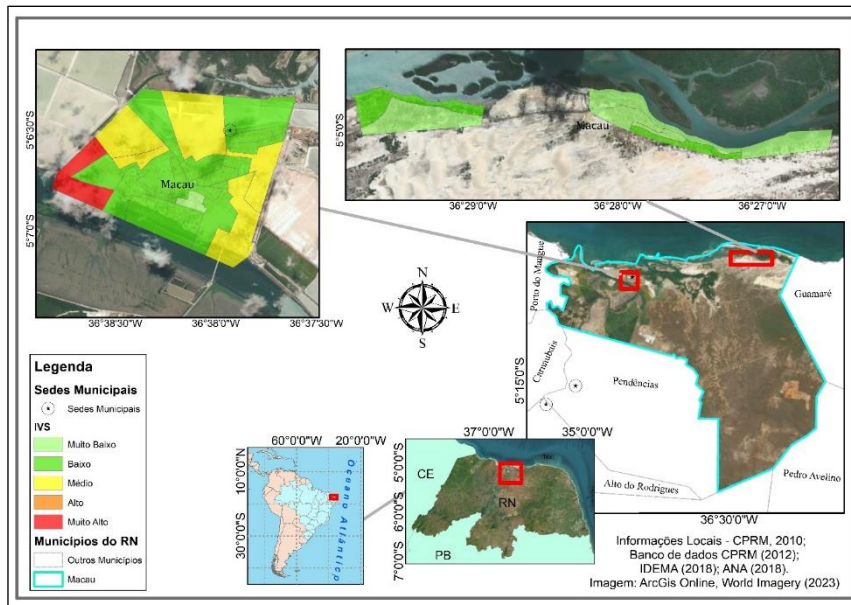 5°6'30"S
5°7'0"S
Macau
36°38'30"W
36°38'0"W
36°37'30"W
5°5'0"S
Macau
36°29'0"W
36°28'0"W
36°27'0"W
N
W
E
S
Porto do Mangue
Guamaré
Carnaubais
Pendências
5°15'0"S
Alto do Rodrigues
Pedro Avelino
36°30'0"W
Legenda
Sedes Municipais
Sedes Municipais
IVS
Muito Baixo
Baixo
Médio
Alto
Muito Alto
Municípios do RN
Outros Municípios
Macau
60°0'0"W
20°0'0"W
10°0'0"N
10°0'0"S
30°0'0"S
Oceano Atlântico
37°0'0"W
35°0'0"W
5°0'0"S
6°0'0"S
7°0'0"S
CE
RN
PB
Informações Locais - CPRM, 2010;
Banco de dados CPRM (2012);
IDEMA (2018); ANA (2018).
Imagem: ArcGis Online, World Imagery (2023)